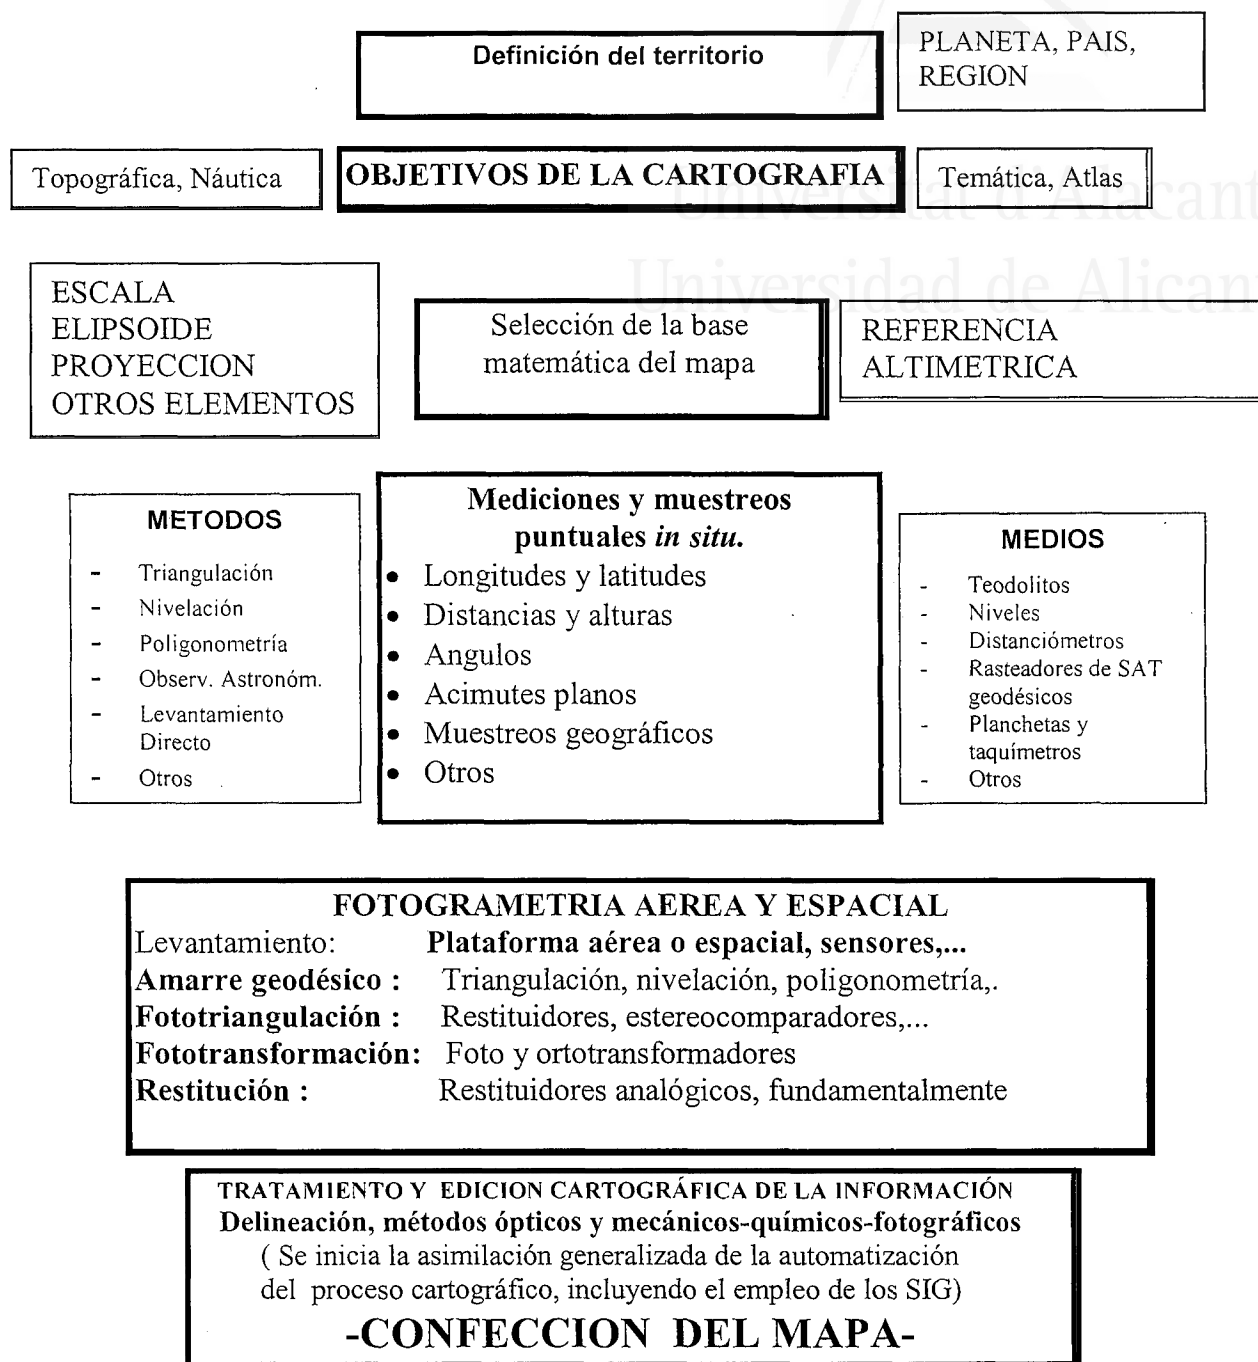 Definición del territorio
PLANETA, PAIS,
REGION
Topográfica, Náutica
OBJETIVOS DE LA CARTOGRAFIA
Temática, Atlas
Universitat d'Alacant
Universidad de Alican
ESCALA
ELIPSOIDE
PROYECCION
OTROS ELEMENTOS
Selección de la base
matemática del mapa
REFERENCIA
ALTIMETRICA
METODOS
- Triangulación
- Nivelación
- Poligonometría
- Observ. Astronóm.
- Levantamiento
Directo
- Otros
Mediciones y muestreos
puntuales in situ.
• Longitudes y latitudes
• Distancias y alturas
• Angulos
• Acimutes planos
• Muestreos geográficos
• Otros
MEDIOS
- Teodolitos
- Niveles
- Distanciómetros
- Rasteadores de SAT
geodésicos
- Planchetas y
taquímetros
- Otros
FOTOGRAMETRIA AEREA Y ESPACIAL
Levantamiento: Plataforma aérea o espacial, sensores,...
Amarre geodésico : Triangulación, nivelación, poligonometría,.
Fototriangulación : Restituidores, estereocomparadores,...
Fototransformación: Foto y ortotransformadores
Restitución : Restituidores analógicos, fundamentalmente
TRATAMIENTO Y EDICION CARTOGRÁFICA DE LA INFORMACIÓN
Delineación, métodos ópticos y mecánicos-químicos-fotográficos
( Se inicia la asimilación generalizada de la automatización
del proceso cartográfico, incluyendo el empleo de los SIG)
-CONFECCION DEL MAPA-